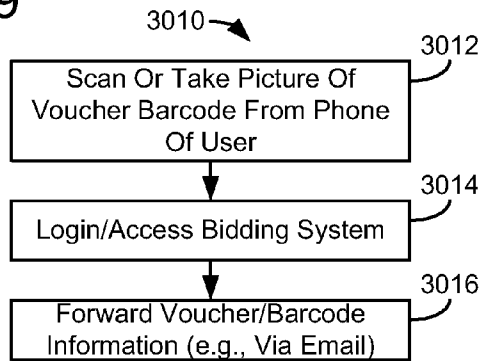 9
3010
3012
Scan Or Take Picture Of
Voucher Barcode From Phone
Of User
3014
Login/Access Bidding System
3016
Forward Voucher/Barcode
Information (e.g., Via Email)